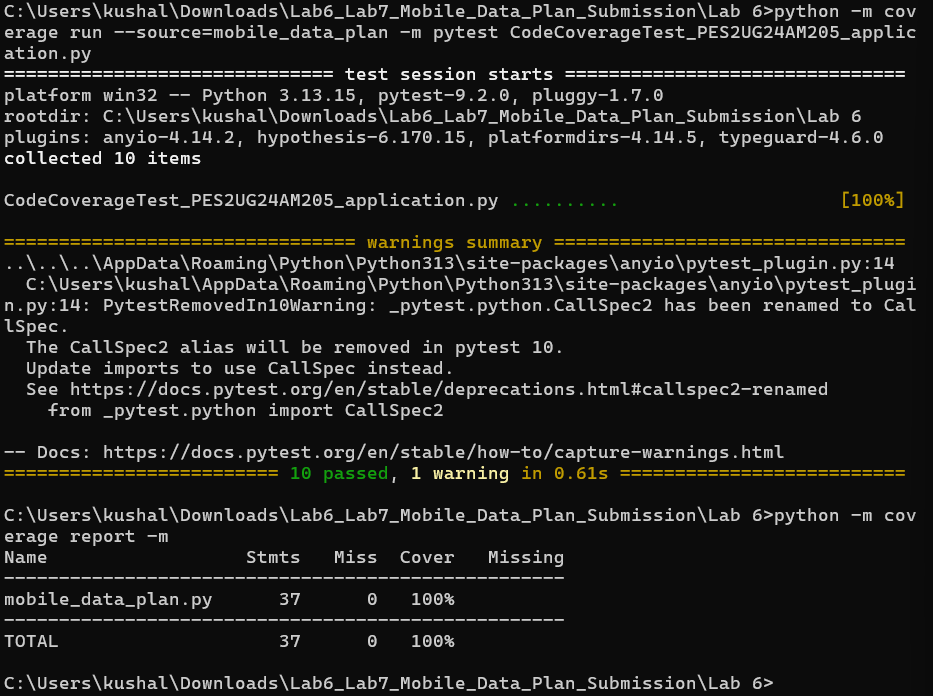 C:\Users\kushal\Downloads\Lab6_Lab7_Mobile_Data_Plan_Submission\Lab 6>python -m cov
erage run --source=mobile_data_plan -m pytest CodeCoverageTest_PES2UG24AM205_applic
ation.py
============================== test session starts ===============================
platform win32 -- Python 3.13.15, pytest-9.2.0, pluggy-1.7.0
rootdir: C:\Users\kushal\Downloads\Lab6_Lab7_Mobile_Data_Plan_Submission\Lab 6
plugins: anyio-4.14.2, hypothesis-6.170.15, platformdirs-4.14.5, typeguard-4.6.0
collected 10 items
CodeCoverageTest_PES2UG24AM205_application.py ..........                    [100%]
================================ warnings summary ================================
..\..\..\AppData\Roaming\Python\Python313\site-packages\anyio\pytest_plugin.py:14
  C:\Users\kushal\AppData\Roaming\Python\Python313\site-packages\anyio\pytest_plugi
n.py:14: PytestRemovedIn10Warning: _pytest.python.CallSpec2 has been renamed to Cal
lSpec.
  The CallSpec2 alias will be removed in pytest 10.
  Update imports to use CallSpec instead.
  See https://docs.pytest.org/en/stable/deprecations.html#callspec2-renamed
    from _pytest.python import CallSpec2
-- Docs: https://docs.pytest.org/en/stable/how-to/capture-warnings.html
========================= 10 passed, 1 warning in 0.61s ==========================
C:\Users\kushal\Downloads\Lab6_Lab7_Mobile_Data_Plan_Submission\Lab 6>python -m cov
erage report -m
Name                  Stmts   Miss  Cover   Missing
---------------------------------------------------
mobile_data_plan.py      37      0   100%
---------------------------------------------------
TOTAL                    37      0   100%
C:\Users\kushal\Downloads\Lab6_Lab7_Mobile_Data_Plan_Submission\Lab 6>